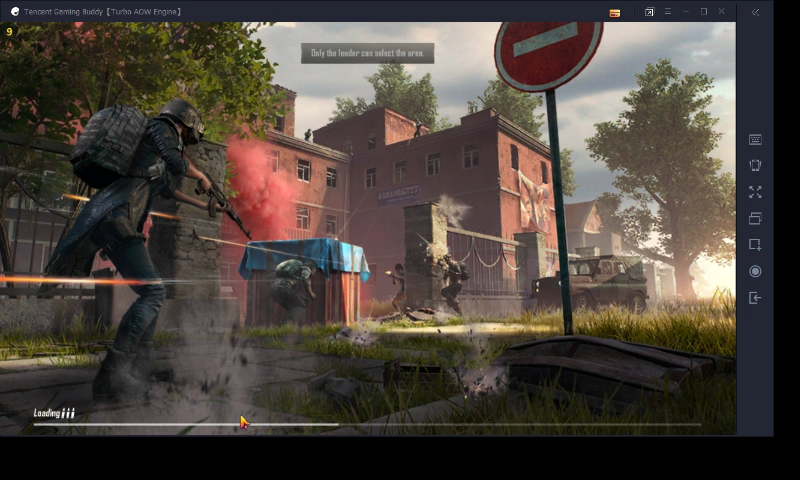 Tencent Gaming Buddy【Turbo AOW Engine】
9
Only the leader can select the area.
Loading